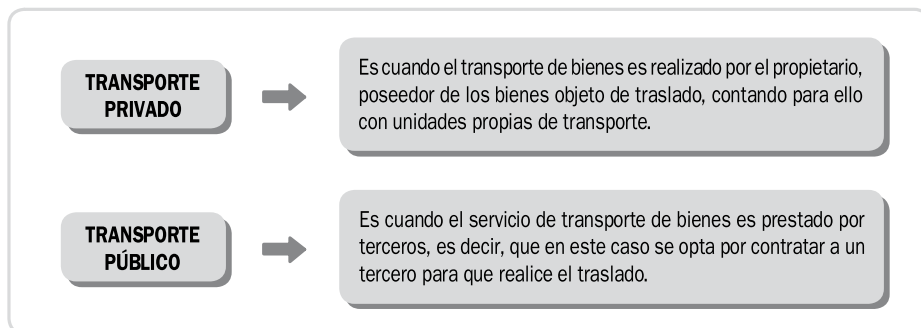 TRANSPORTE
PRIVADO
Es cuando el transporte de bienes es realizado por el propietario,
poseedor de los bienes objeto de traslado, contando para ello
con unidades propias de transporte.
TRANSPORTE
PÚBLICO
Es cuando el servicio de transporte de bienes es prestado por
terceros, es decir, que en este caso se opta por contratar a un
tercero para que realice el traslado.